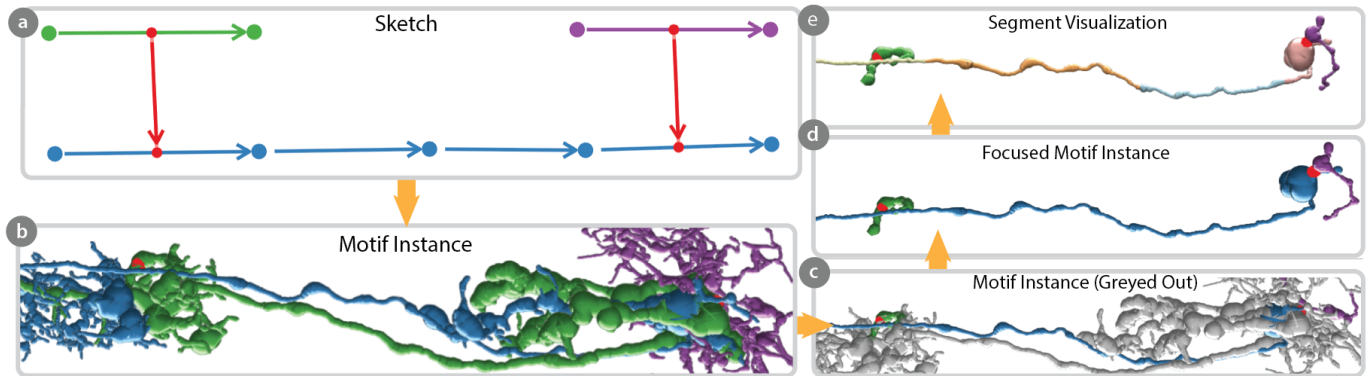 a
Sketch
b
Motif Instance
e
Segment Visualization
d
Focused Motif Instance
c
Motif Instance (Greyed Out)